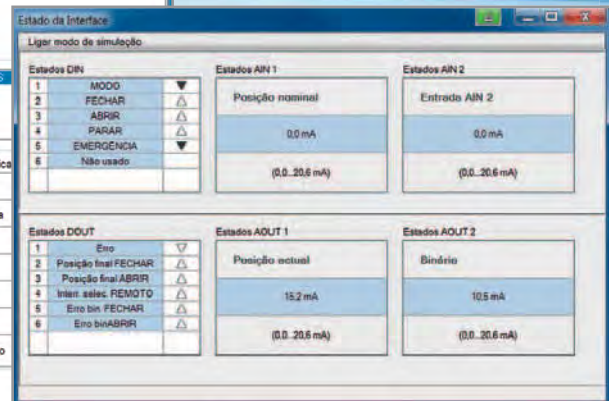 Estado da Interface
Ligar modo de simulação
Estados DIN
1 MODO
2 FECHAR
3 ABRIR
4 PARAR
5 EMERGÊNCIA
6 Não usado
Estados AIN 1
Posição nominal
0,0 mA
(0,0...20,6 mA)
Estados AIN 2
Entrada AIN 2
0,0 mA
(0,0...20,6 mA)
Estados DOUT
1 Erro
2 Posição final FECHAR
3 Posição final ABRIR
4 Interr. selec. REMOTO
5 Erro bin. FECHAR
6 Erro binABRIR
Estados AOUT 1
Posição actual
15,2 mA
(0,0...20,6 mA)
Estados AOUT 2
Binário
10,5 mA
(0,0...20,6 mA)